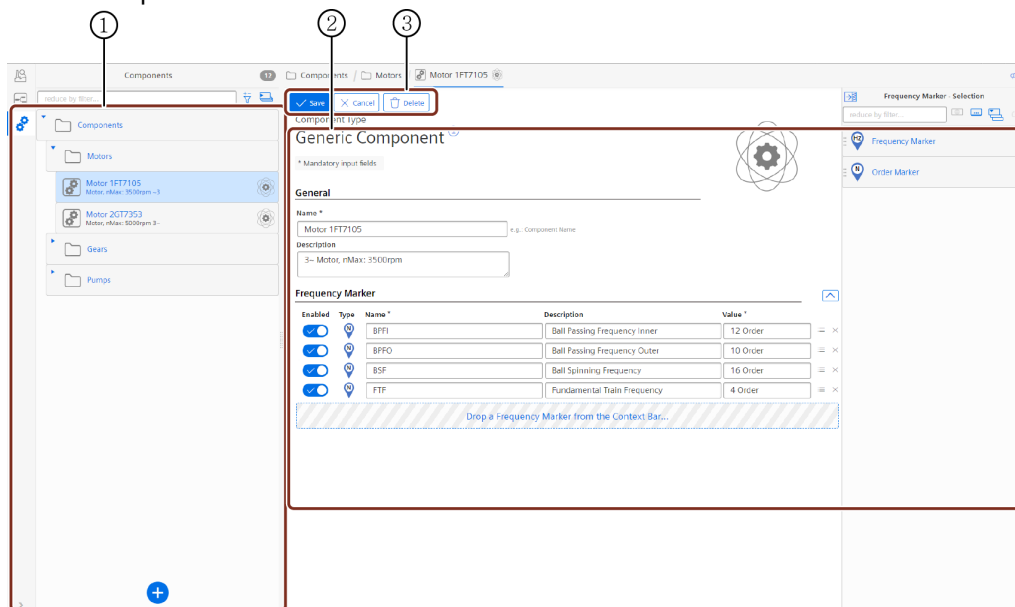 1 2 3
Components 12 Components / Motors Motor 1FT7105
reduce by filter...
Save Cancel Delete
Frequency Marker - Selection
reduce by filter...
Components
Motors
Motor 1FT7105
Motor, nMax: 3500rpm ~3
Motor 2GT7353
Motor, nMax: 5000rpm 3~
Gears
Pumps
Component Type
Generic Component
* Mandatory input fields
General
Name *
Motor 1FT7105 e.g.. Component Name
Description
3~ Motor, nMax: 3500rpm
Frequency Marker
Enabled Type Name * Description Value *
N BPFI Ball Passing Frequency Inner 12 Order
N BPFO Ball Passing Frequency Outer 10 Order
N BSF Ball Spinning Frequency 16 Order
N FTF Fundamental Train Frequency 4 Order
Drop a Frequency Marker from the Context Bar...
HZ Frequency Marker
N Order Marker